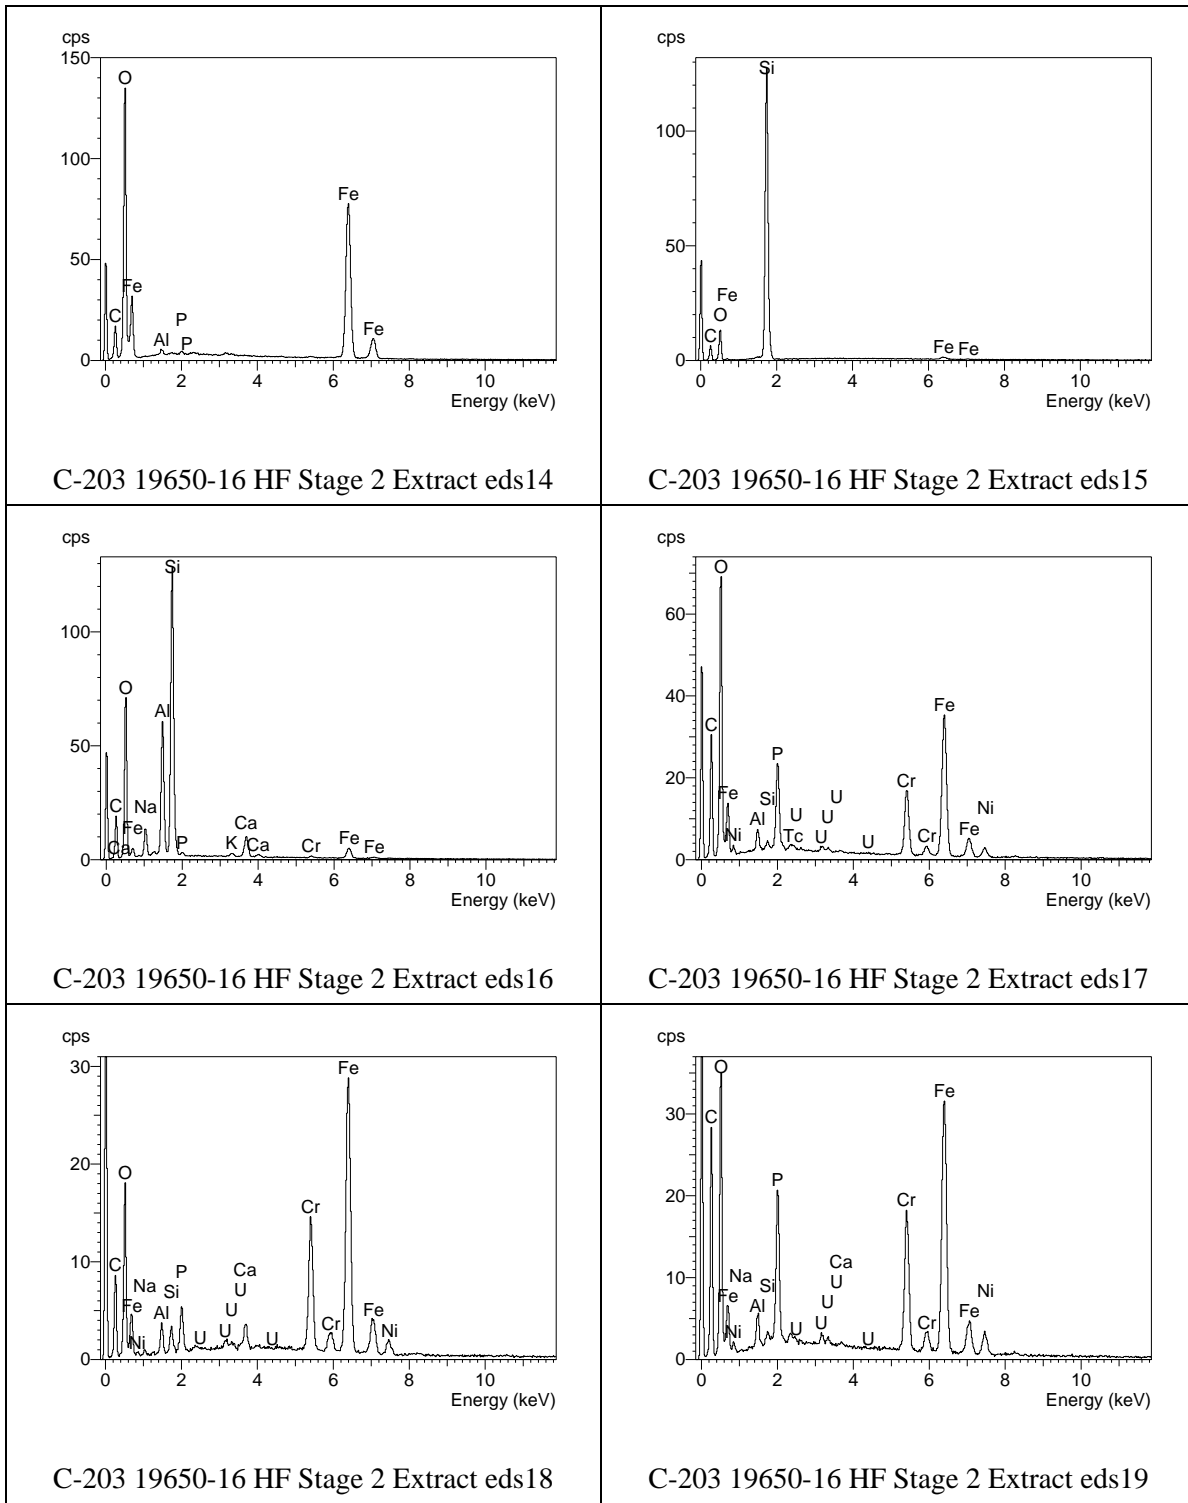 cps
150
O
100
Fe
50
Fe
C
P
Al
P
Fe
0
0 2 4 6 8 10
Energy (keV)
C-203 19650-16 HF Stage 2 Extract eds14
cps
Si
100
50
Fe
O
C
Fe Fe
0
0 2 4 6 8 10
Energy (keV)
C-203 19650-16 HF Stage 2 Extract eds15
cps
Si
100
O
Al
50
C
Na
Fe
Ca
Ca
P
K
Ca
Cr
Fe
Fe
0
0 2 4 6 8 10
Energy (keV)
C-203 19650-16 HF Stage 2 Extract eds16
cps
O
60
40
Fe
C
P
Cr
20
Fe
Si
U
U
U
Ni
Al
Ni
Tc
U
U
Cr
Fe
0
0 2 4 6 8 10
Energy (keV)
C-203 19650-16 HF Stage 2 Extract eds17
cps
30
Fe
20
O
Cr
10
C
Na
P
Ca
Fe
Si
U
Al
U
Ni
U
U
U
Cr
Fe
Ni
0
0 2 4 6 8 10
Energy (keV)
C-203 19650-16 HF Stage 2 Extract eds18
cps
O
Fe
30
C
P
20
Cr
10
Na
Ca
Fe
Si
U
Ni
Al
U
Ni
U
U
U
Cr
Fe
0
0 2 4 6 8 10
Energy (keV)
C-203 19650-16 HF Stage 2 Extract eds19